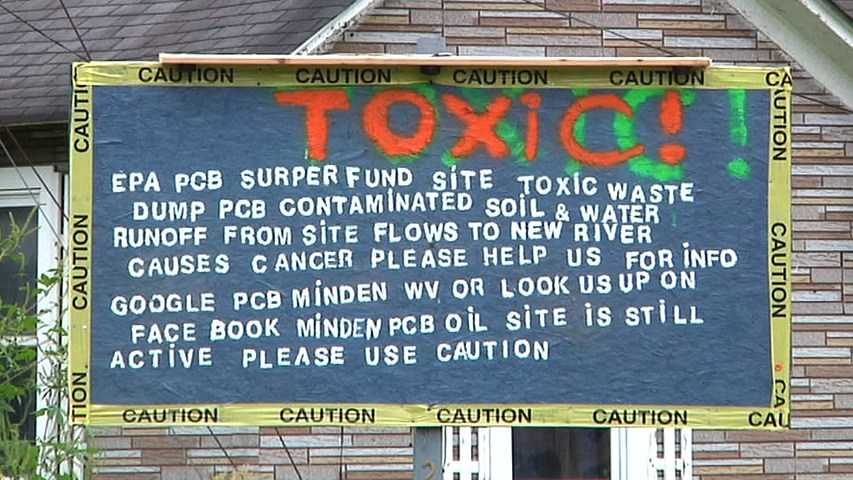 CAUTION CAUTION CAUTION CAUTION CA
TOXiC!
EPA PCB SURPERFUND SITE TOXIC WASTE
DUMP PCB CONTAMINATED SOIL & WATER
RUNOFF FROM SITE FLOWS TO NEW RIVER
CAUSES CANCER PLEASE HELP US FOR INFO
GOOGLE PCB MINDEN WV OR LOOK US UP ON
FACE BOOK MINDEN PCB OIL SITE IS STILL
ACTIVE PLEASE USE CAUTION
CAUTION CAUTION CAUTION CAUTION CAU
CAUTION
CAUTION
TION
CAUTION
CAUTION
CA